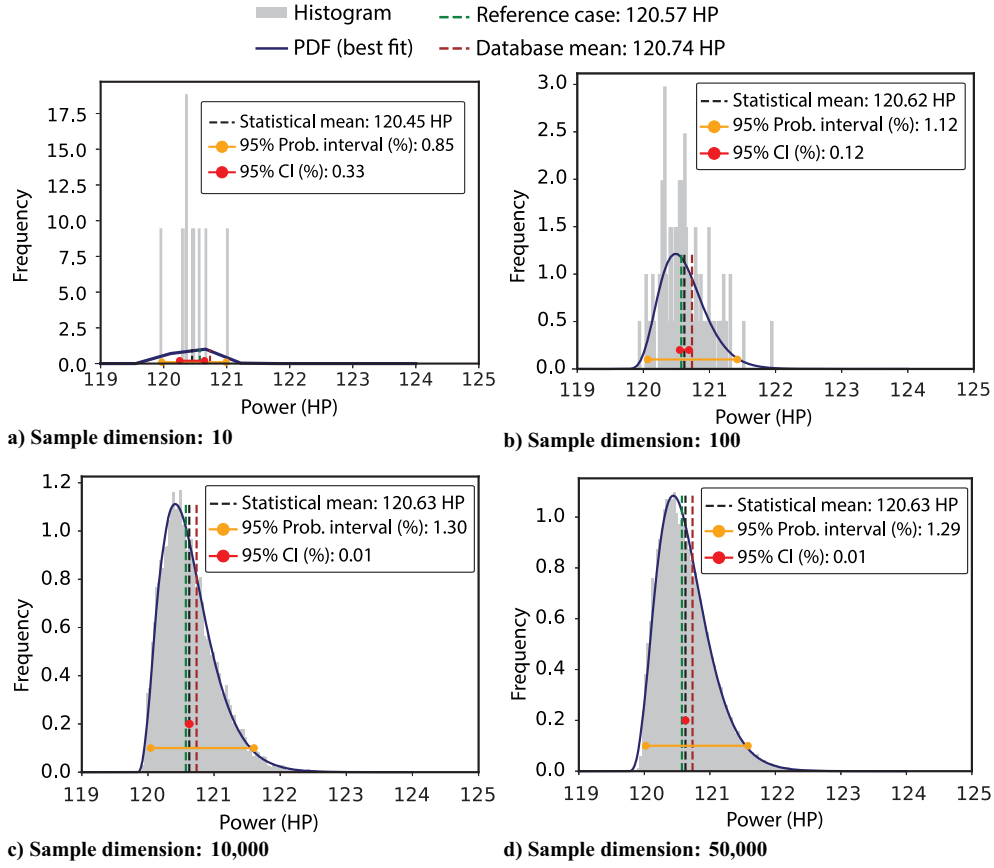 Histogram
Reference case: 120.57 HP
PDF (best fit)
Database mean: 120.74 HP
Statistical mean: 120.45 HP
95% Prob. interval (%): 0.85
95% CI (%): 0.33
17.5
15.0
12.5
10.0
7.5
5.0
2.5
0.0
Frequency
119 120 121 122 123 124 125
Power (HP)
a) Sample dimension: 10
Statistical mean: 120.62 HP
95% Prob. interval (%): 1.12
95% CI (%): 0.12
3.0
2.5
2.0
1.5
1.0
0.5
0.0
Frequency
119 120 121 122 123 124 125
Power (HP)
b) Sample dimension: 100
Statistical mean: 120.63 HP
95% Prob. interval (%): 1.30
95% CI (%): 0.01
1.2
1.0
0.8
0.6
0.4
0.2
0.0
Frequency
119 120 121 122 123 124 125
Power (HP)
c) Sample dimension: 10,000
Statistical mean: 120.63 HP
95% Prob. interval (%): 1.29
95% CI (%): 0.01
1.0
0.8
0.6
0.4
0.2
0.0
Frequency
119 120 121 122 123 124 125
Power (HP)
d) Sample dimension: 50,000